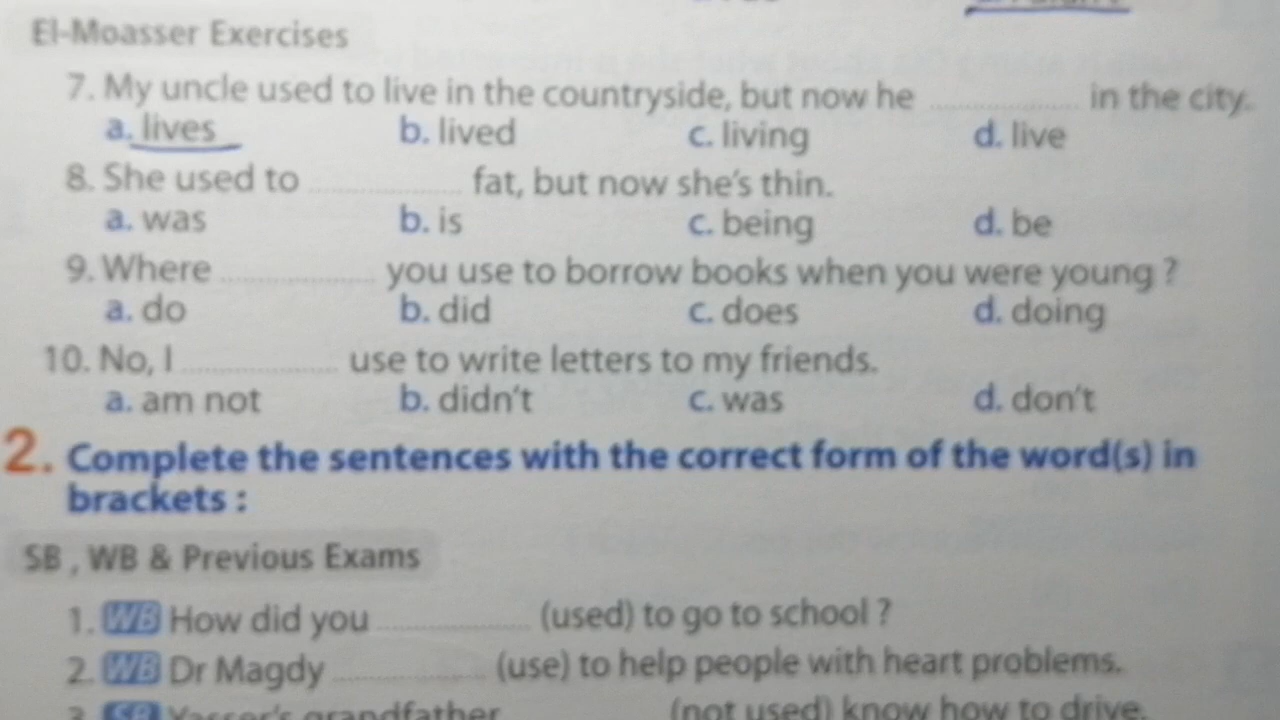 El-Moasser Exercises
7. My uncle used to live in the countryside, but now he .................... in the city.
a. lives b. lived c. living d. live
8. She used to .................... fat, but now she's thin.
a. was b. is c. being d. be
9. Where .................... you use to borrow books when you were young ?
a. do b. did c. does d. doing
10. No, I .................... use to write letters to my friends.
a. am not b. didn't c. was d. don't
2. Complete the sentences with the correct form of the word(s) in
brackets :
SB , WB & Previous Exams
1. WB How did you .................... (used) to go to school ?
2. WB Dr Magdy .................... (use) to help people with heart problems.
3. SB Yasser's grandfather .................... (not used) know how to drive.